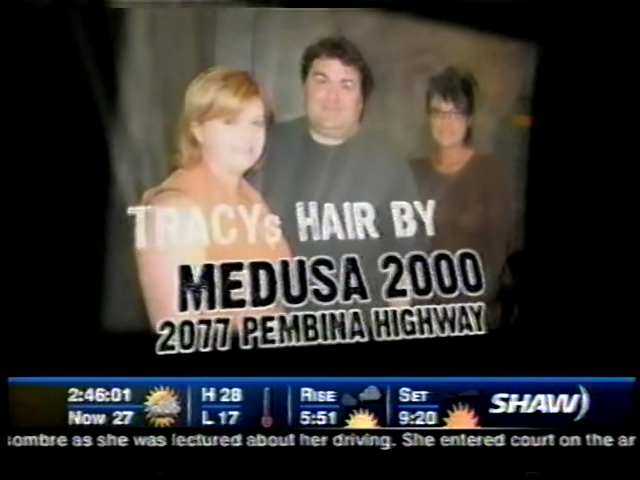 TRACYs HAIR BY
MEDUSA 2000
2077 PEMBINA HIGHWAY
2:46:01 H 28 RISE SET SHAW)
Now 27 L 17 5:51 9:20
sombre as she was lectured about her driving. She entered court on the ar